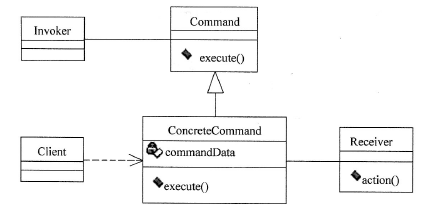 Command
Invoker
execute()
ConcreteCommand
Client
commandData
Receiver
execute()
action()